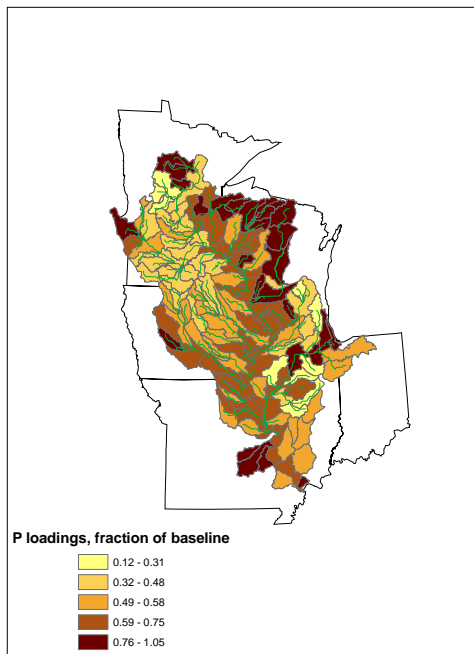 P loadings, fraction of baseline
0.12 - 0.31
0.32 - 0.48
0.49 - 0.58
0.59 - 0.75
0.76 - 1.05